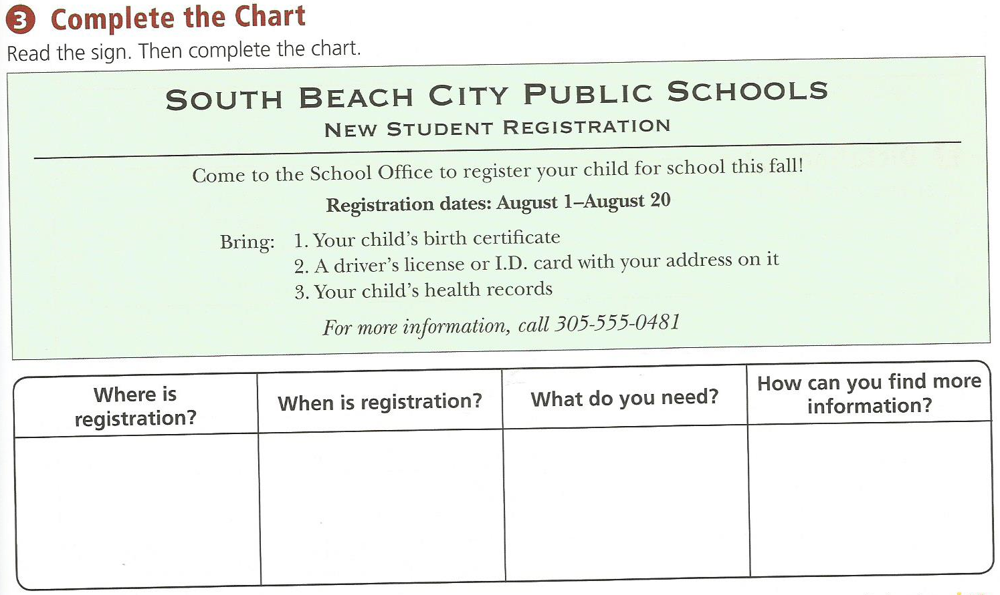 3 Complete the Chart
Read the sign. Then complete the chart.
SOUTH BEACH CITY PUBLIC SCHOOLS
NEW STUDENT REGISTRATION
Come to the School Office to register your child for school this fall!
Registration dates: August 1–August 20
Bring: 1. Your child's birth certificate
2. A driver's license or I.D. card with your address on it
3. Your child's health records
For more information, call 305-555-0481
Where is
registration?
When is registration?
What do you need?
How can you find more
information?